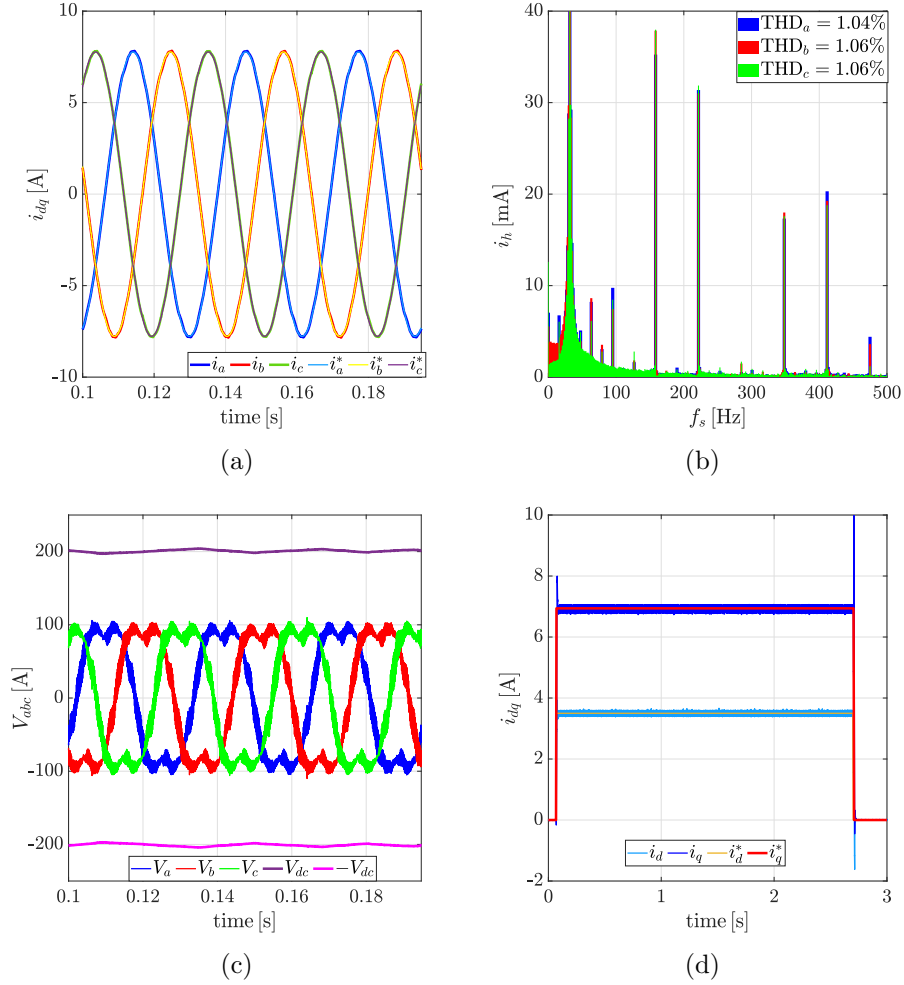 10
5
0
-5
-10
i_dq [A]
0.1 0.12 0.14 0.16 0.18
time [s]
i_a i_b i_c i_a^* i_b^* i_c^*
(a)
40
30
20
10
0
i_h [mA]
THD_a = 1.04%
THD_b = 1.06%
THD_c = 1.06%
0 100 200 300 400 500
f_s [Hz]
(b)
200
100
0
-100
-200
V_abc [A]
V_a V_b V_c V_dc −V_dc
0.1 0.12 0.14 0.16 0.18
time [s]
(c)
10
8
6
4
2
0
-2
i_dq [A]
i_d i_q i_d^* i_q^*
0 1 2 3
time [s]
(d)